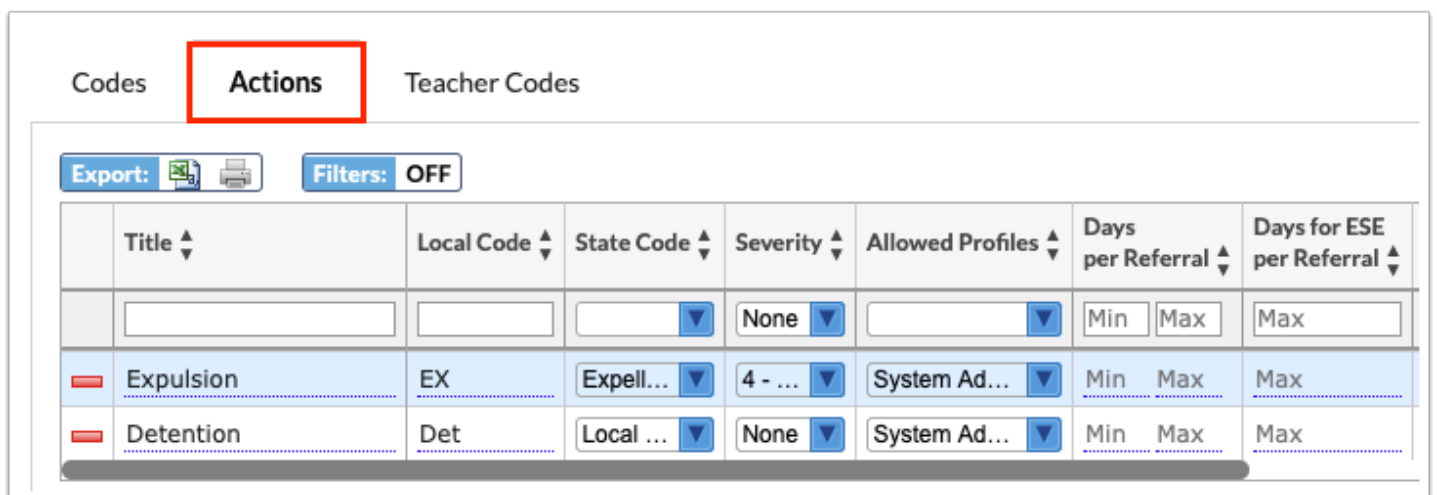 Codes Actions Teacher Codes
Export: Filters: OFF
Title Local Code State Code Severity Allowed Profiles Days per Referral Days for ESE per Referral
None Min Max Max
Expulsion EX Expell... 4 - ... System Ad... Min Max Max
Detention Det Local ... None System Ad... Min Max Max